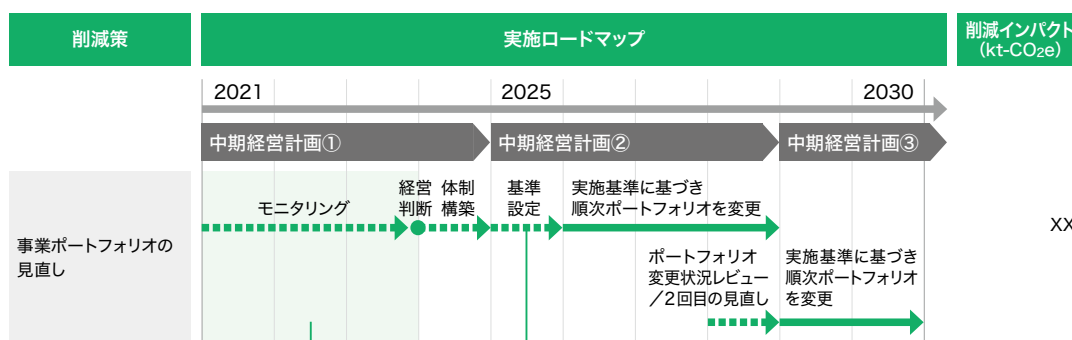 削減策
実施ロードマップ
削減インパクト
(kt-CO2e)
2021
2025
2030
中期経営計画①
中期経営計画②
中期経営計画③
事業ポートフォリオの
見直し
モニタリング
経営
判断
体制
構築
基準
設定
実施基準に基づき
順次ポートフォリオを変更
ポートフォリオ
変更状況レビュー
／2回目の見直し
実施基準に基づき
順次ポートフォリオ
を変更
XX